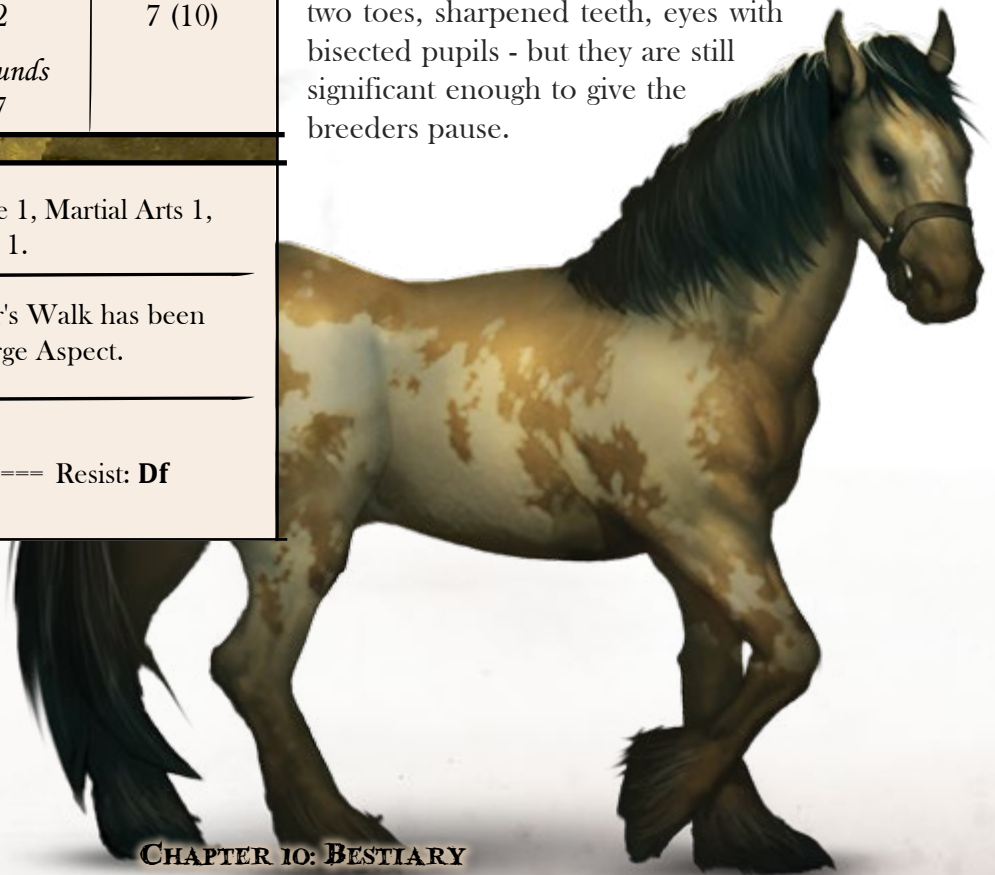 2
7 (10)
unds
7
e 1, Martial Arts 1,
1.
r's Walk has been
rge Aspect.
=== Resist: Df
two toes, sharpened teeth, eyes with
bisected pupils - but they are still
significant enough to give the
breeders pause.
Chapter 10: Bestiary